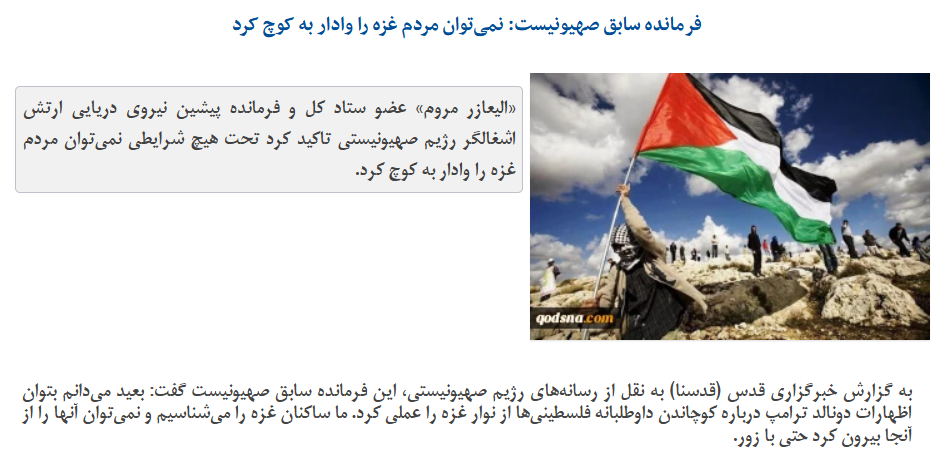 فرمانده سابق صهیونیست: نمی‌توان مردم غزه را وادار به کوچ کرد
«الیعازر مروم» عضو ستاد کل و فرمانده پیشین نیروی دریایی ارتش
اشغالگر رژیم صهیونیستی تاکید کرد تحت هیچ شرایطی نمی‌توان مردم
غزه را وادار به کوچ کرد.
qodsna.com
به گزارش خبرگزاری قدس (قدسنا) به نقل از رسانه‌های رژیم صهیونیستی، این فرمانده سابق صهیونیست گفت: بعید می‌دانم بتوان
اظهارات دونالد ترامپ درباره کوچاندن داوطلبانه فلسطینی‌ها از نوار غزه را عملی کرد. ما ساکنان غزه را می‌شناسیم و نمی‌توان آنها را از
آنجا بیرون کرد حتی با زور.